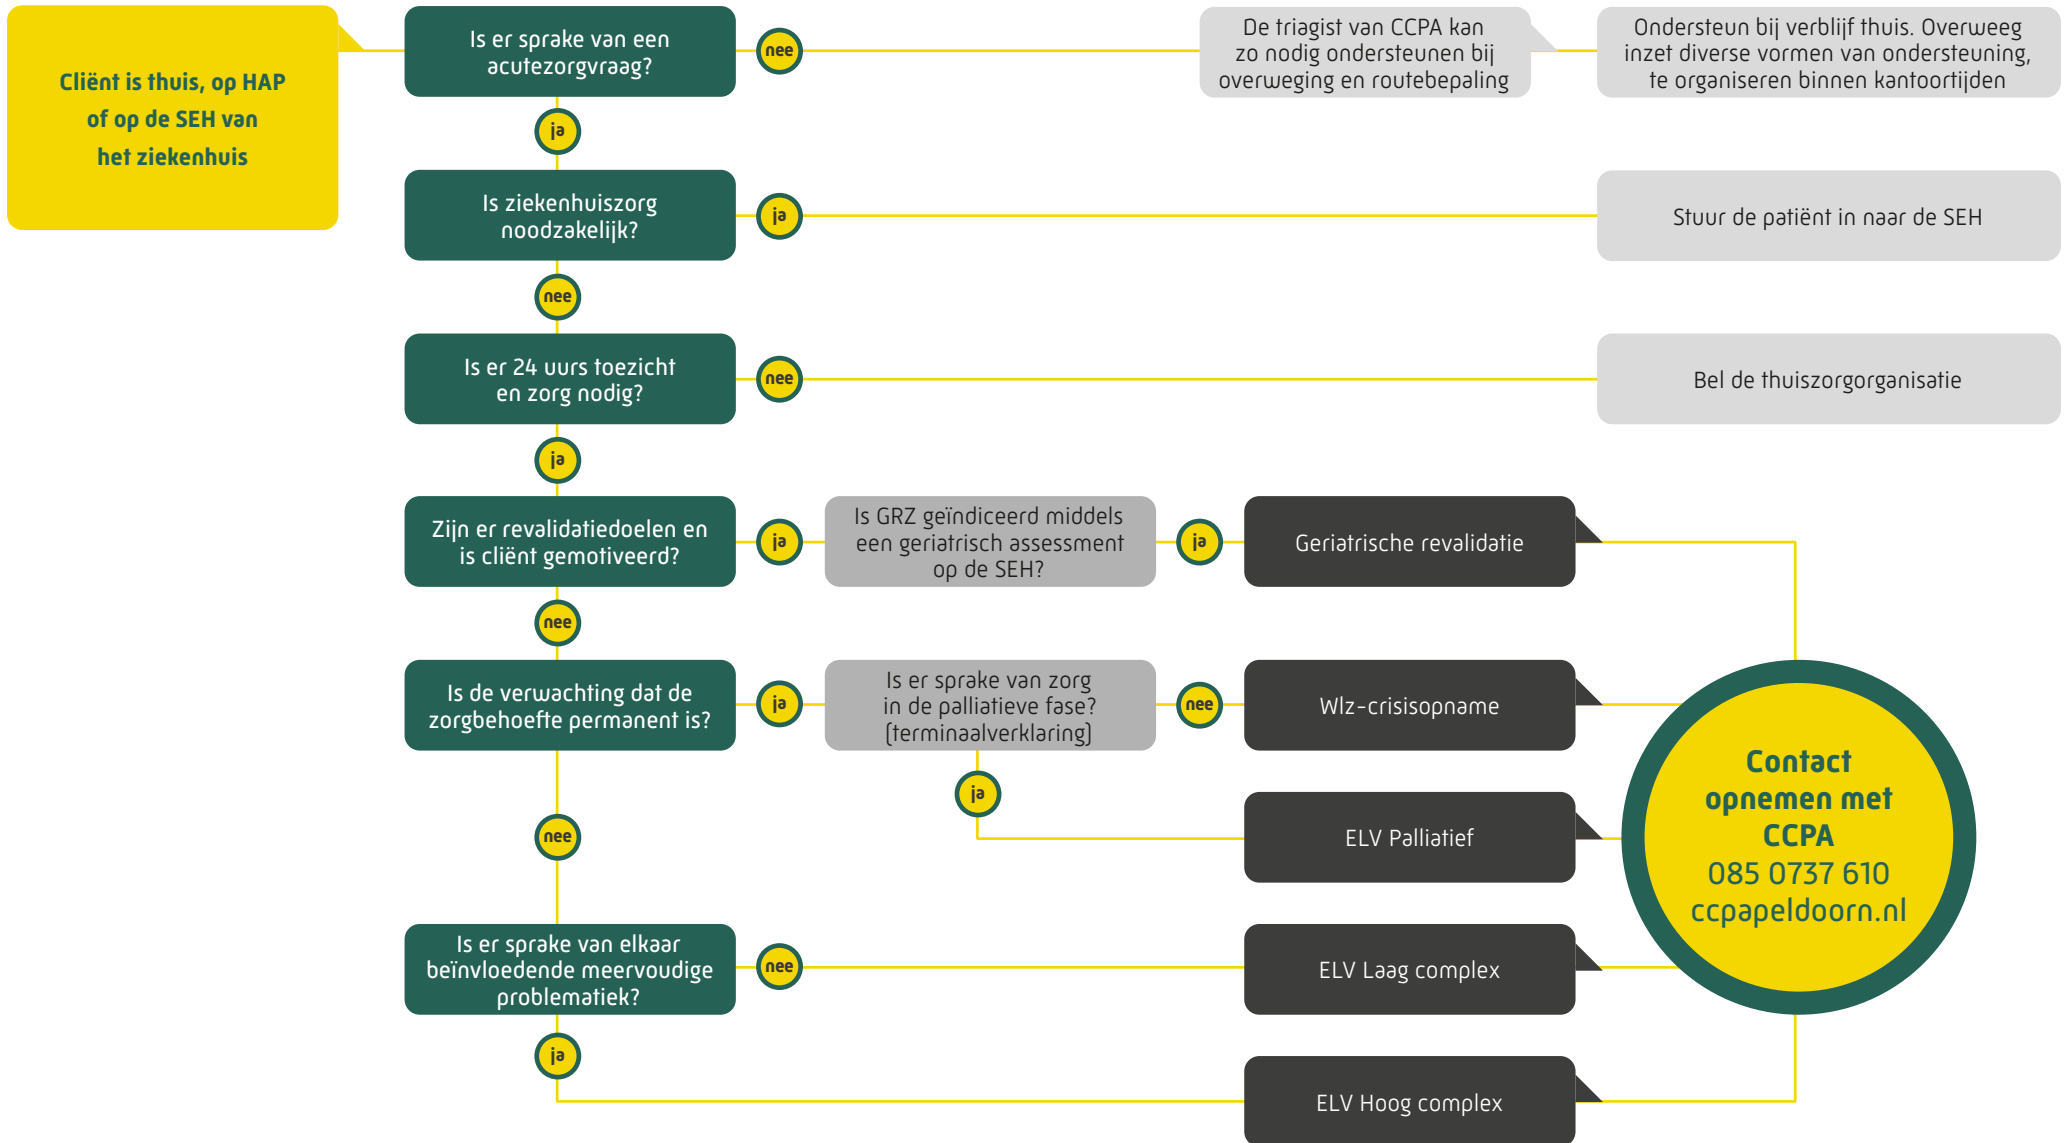 Cliënt is thuis, op HAP
of op de SEH van
het ziekenhuis
Is er sprake van een
acutezorgvraag?
nee
De triagist van CCPA kan
zo nodig ondersteunen bij
overweging en routebepaling
Ondersteun bij verblijf thuis. Overweeg
inzet diverse vormen van ondersteuning,
te organiseren binnen kantoortijden
ja
Is ziekenhuiszorg
noodzakelijk?
ja
Stuur de patiënt in naar de SEH
nee
Is er 24 uurs toezicht
en zorg nodig?
nee
Bel de thuiszorgorganisatie
ja
Zijn er revalidatiedoelen en
is cliënt gemotiveerd?
ja
Is GRZ geïndiceerd middels
een geriatrisch assessment
op de SEH?
ja
Geriatrische revalidatie
nee
Is de verwachting dat de
zorgbehoefte permanent is?
ja
Is er sprake van zorg
in de palliatieve fase?
(terminaalverklaring)
nee
Wlz-crisisopname
ja
ELV Palliatief
nee
Is er sprake van elkaar
beïnvloedende meervoudige
problematiek?
nee
ELV Laag complex
ja
ELV Hoog complex
Contact
opnemen met
CCPA
085 0737 610
ccpapeldoorn.nl